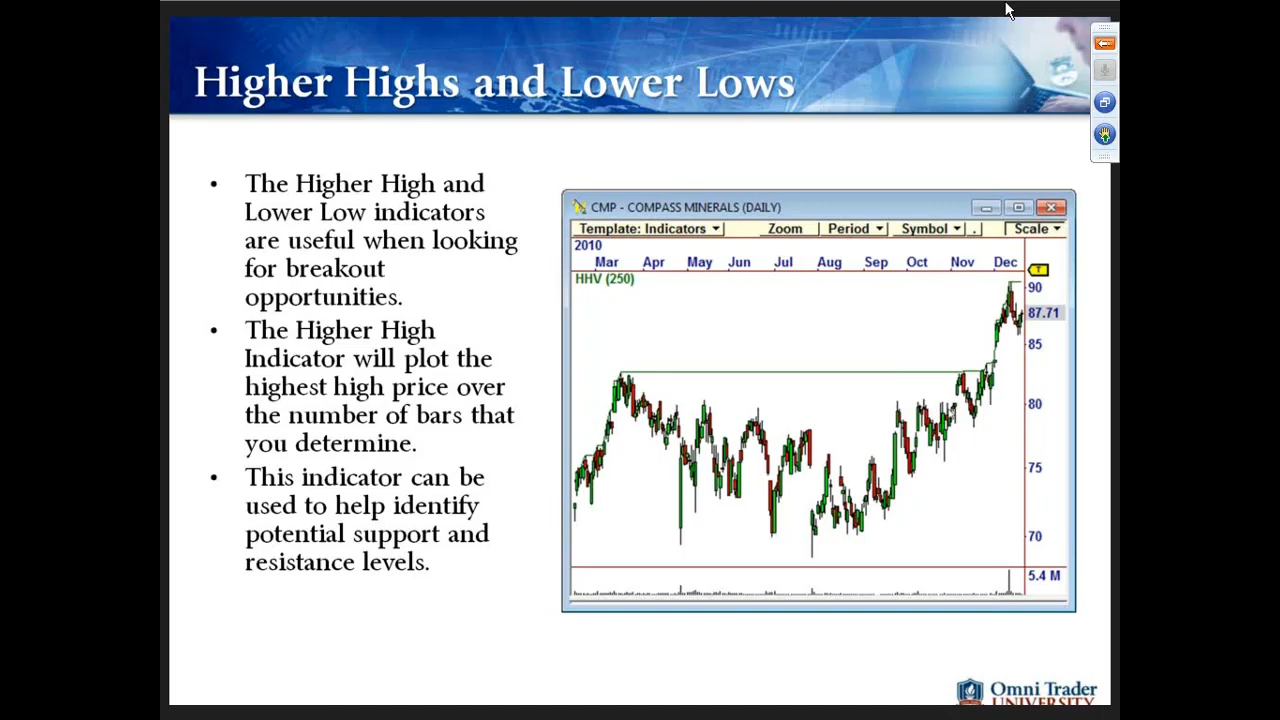 Higher Highs and Lower Lows
• The Higher High and
Lower Low indicators
are useful when looking
for breakout
opportunities.
• The Higher High
Indicator will plot the
highest high price over
the number of bars that
you determine.
• This indicator can be
used to help identify
potential support and
resistance levels.
CMP - COMPASS MINERALS (DAILY)
Template: Indicators Zoom Period Symbol . Scale
2010
Mar Apr May Jun Jul Aug Sep Oct Nov Dec
T
HHV (250)
90
87.71
85
80
75
70
5.4 M
Omni Trader
UNIVERSITY